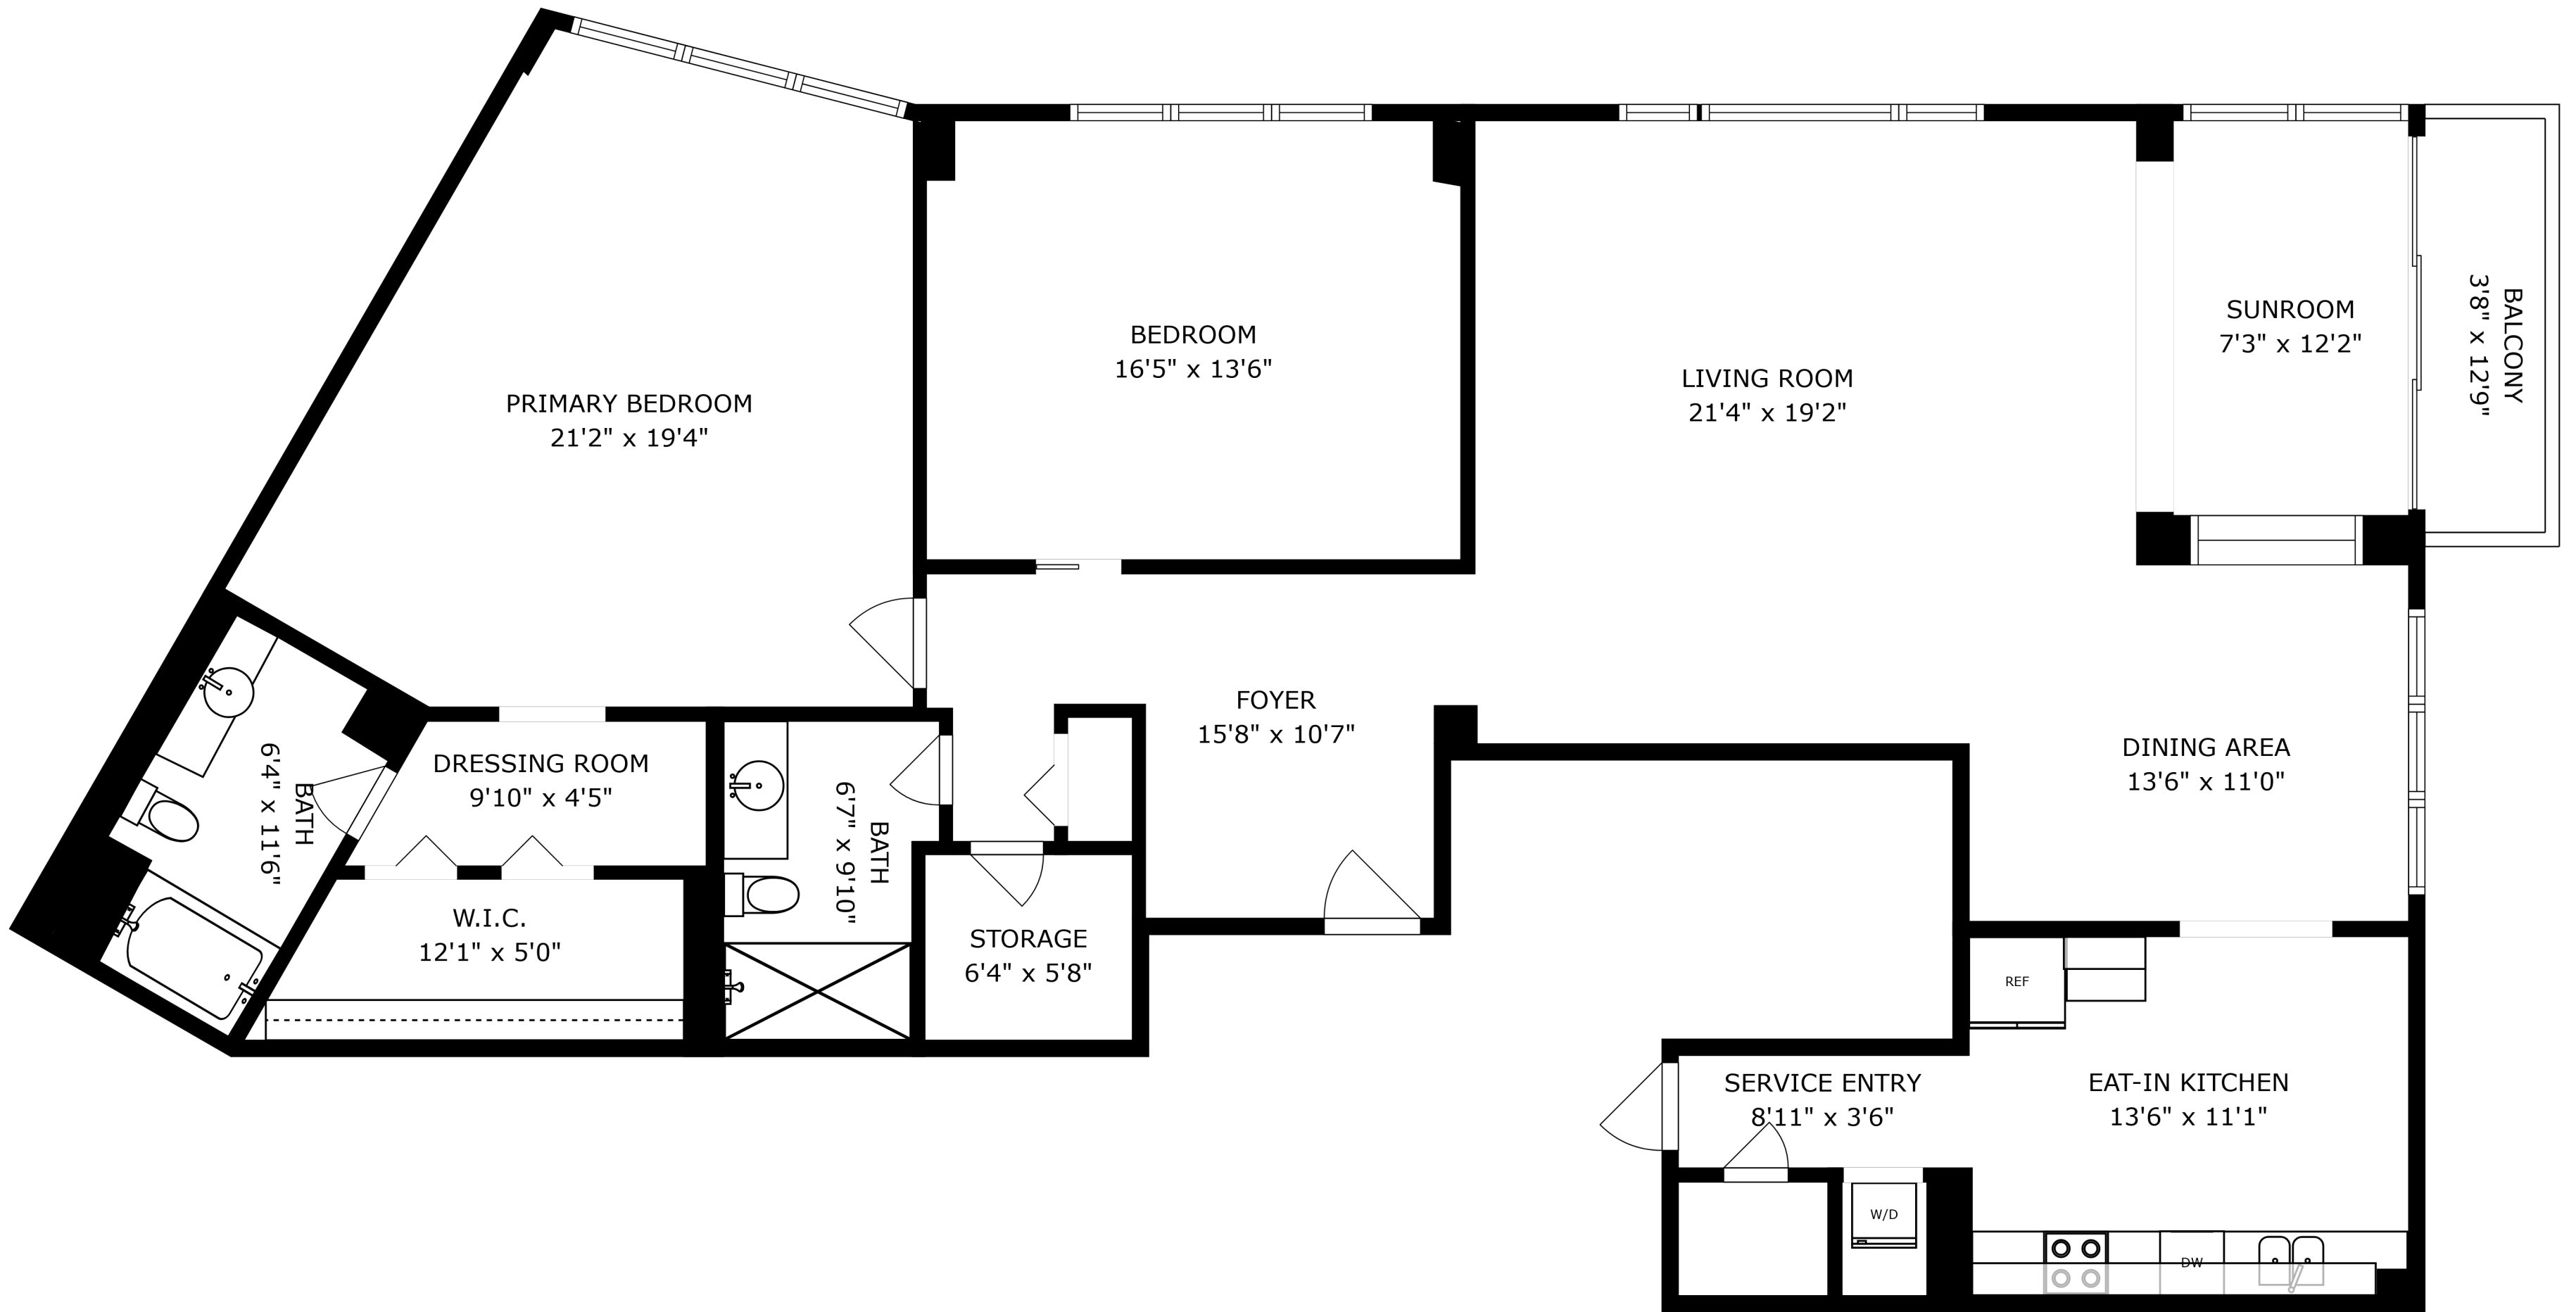 PRIMARY BEDROOM
21'2" x 19'4"
BEDROOM
16'5" x 13'6"
LIVING ROOM
21'4" x 19'2"
SUNROOM
7'3" x 12'2"
BALCONY
3'8" x 12'9"
FOYER
15'8" x 10'7"
DINING AREA
13'6" x 11'0"
BATH
6'4" x 11'6"
DRESSING ROOM
9'10" x 4'5"
BATH
6'7" x 9'10"
W.I.C.
12'1" x 5'0"
STORAGE
6'4" x 5'8"
REF
SERVICE ENTRY
8'11" x 3'6"
EAT-IN KITCHEN
13'6" x 11'1"
W/D
DW